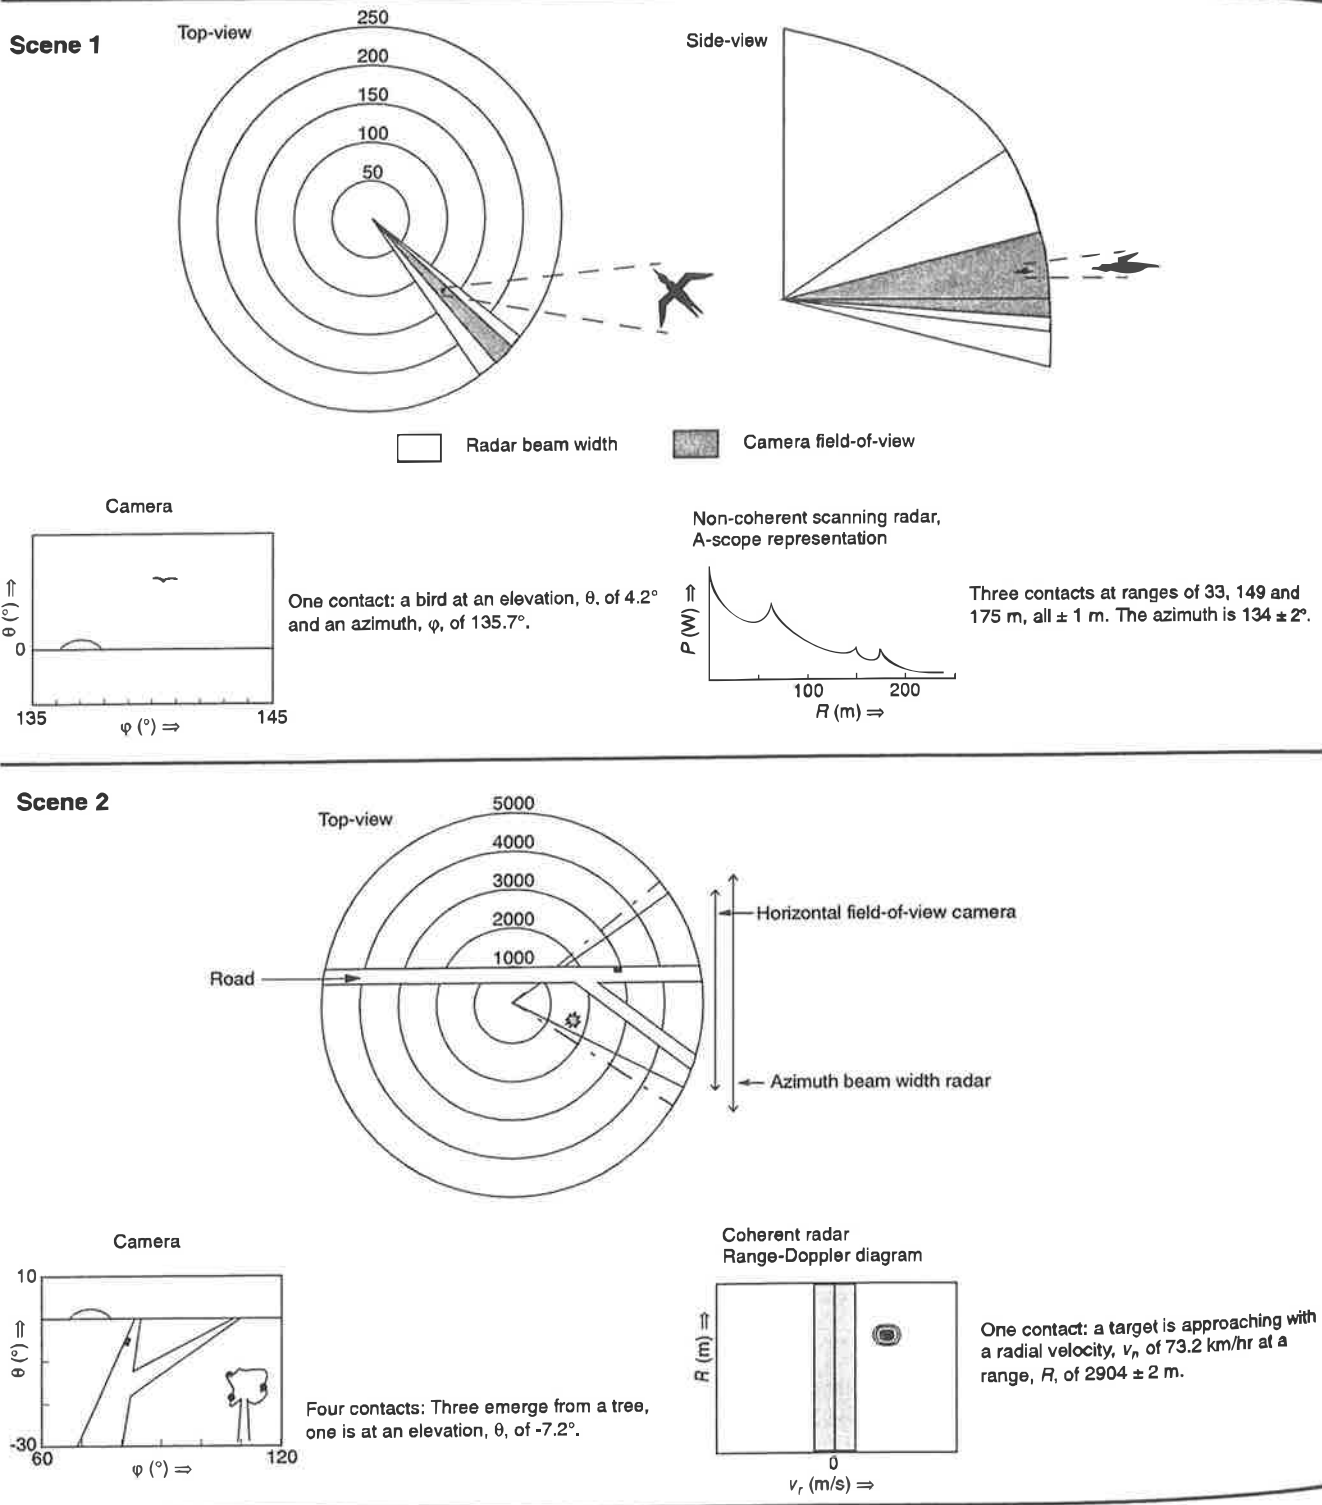 Scene 1
Top-view
250
200
150
100
50
Side-view
Radar beam width
Camera field-of-view
Camera
θ (°) ⇒
0
135
145
φ (°) ⇒
One contact: a bird at an elevation, θ, of 4.2°
and an azimuth, φ, of 135.7°.
Non-coherent scanning radar,
A-scope representation
P (W) ⇒
100
200
R (m) ⇒
Three contacts at ranges of 33, 149 and
175 m, all ± 1 m. The azimuth is 134 ± 2°.
Scene 2
Top-view
5000
4000
3000
2000
1000
Road
Horizontal field-of-view camera
Azimuth beam width radar
Camera
10
θ (°) ⇒
-30
60
120
φ (°) ⇒
Four contacts: Three emerge from a tree,
one is at an elevation, θ, of -7.2°.
Coherent radar
Range-Doppler diagram
R (m) ⇒
0
vᵣ (m/s) ⇒
One contact: a target is approaching with
a radial velocity, vᵣ, of 73.2 km/hr at a
range, R, of 2904 ± 2 m.